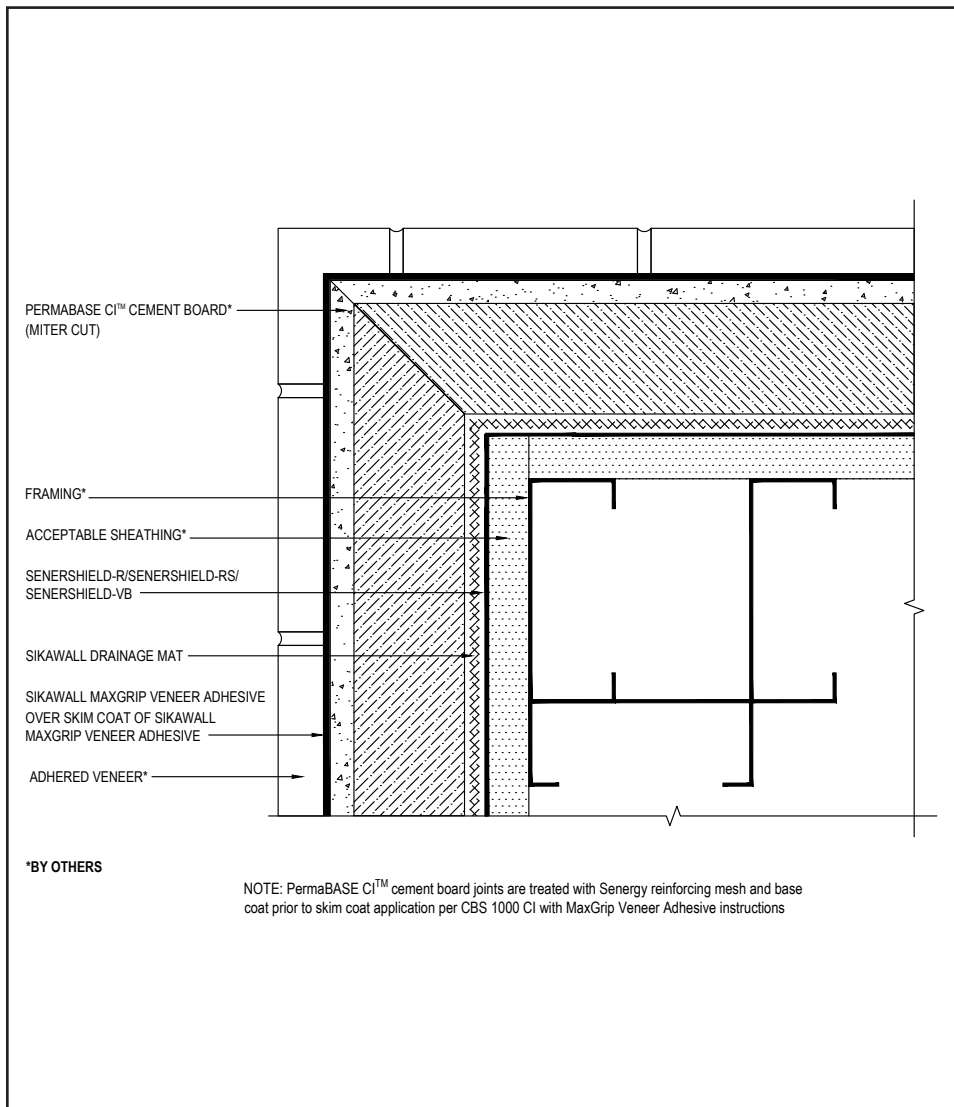 PERMABASE CI™ CEMENT BOARD*
(MITER CUT)
FRAMING*
ACCEPTABLE SHEATHING*
SENERSHIELD-R/SENERSHIELD-RS/
SENERSHIELD-VB
SIKAWALL DRAINAGE MAT
SIKAWALL MAXGRIP VENEER ADHESIVE
OVER SKIM COAT OF SIKAWALL
MAXGRIP VENEER ADHESIVE
ADHERED VENEER*
*BY OTHERS
NOTE: PermaBASE CI™ cement board joints are treated with Senergy reinforcing mesh and base
coat prior to skim coat application per CBS 1000 CI with MaxGrip Veneer Adhesive instructions